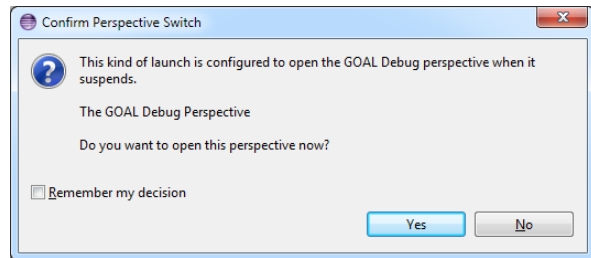 Confirm Perspective Switch
This kind of launch is configured to open the GOAL Debug perspective when it
suspends.
The GOAL Debug Perspective
Do you want to open this perspective now?
Remember my decision
Yes
No